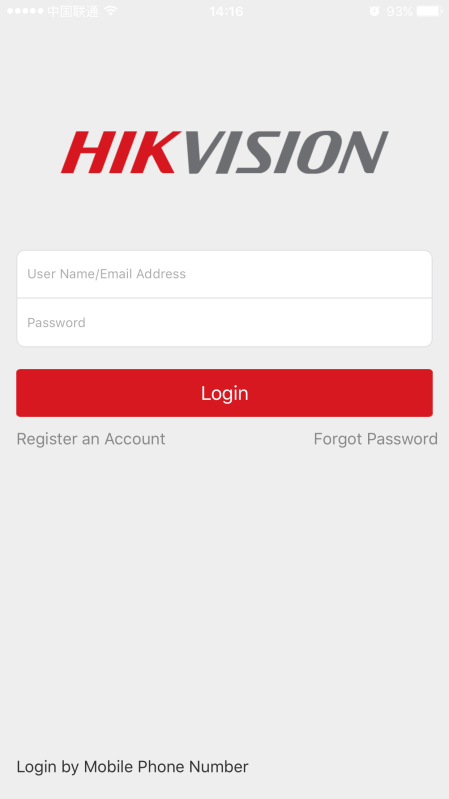 中国联通 14:16 93%
HIKVISION
User Name/Email Address
Password
Login
Register an Account Forgot Password
Login by Mobile Phone Number